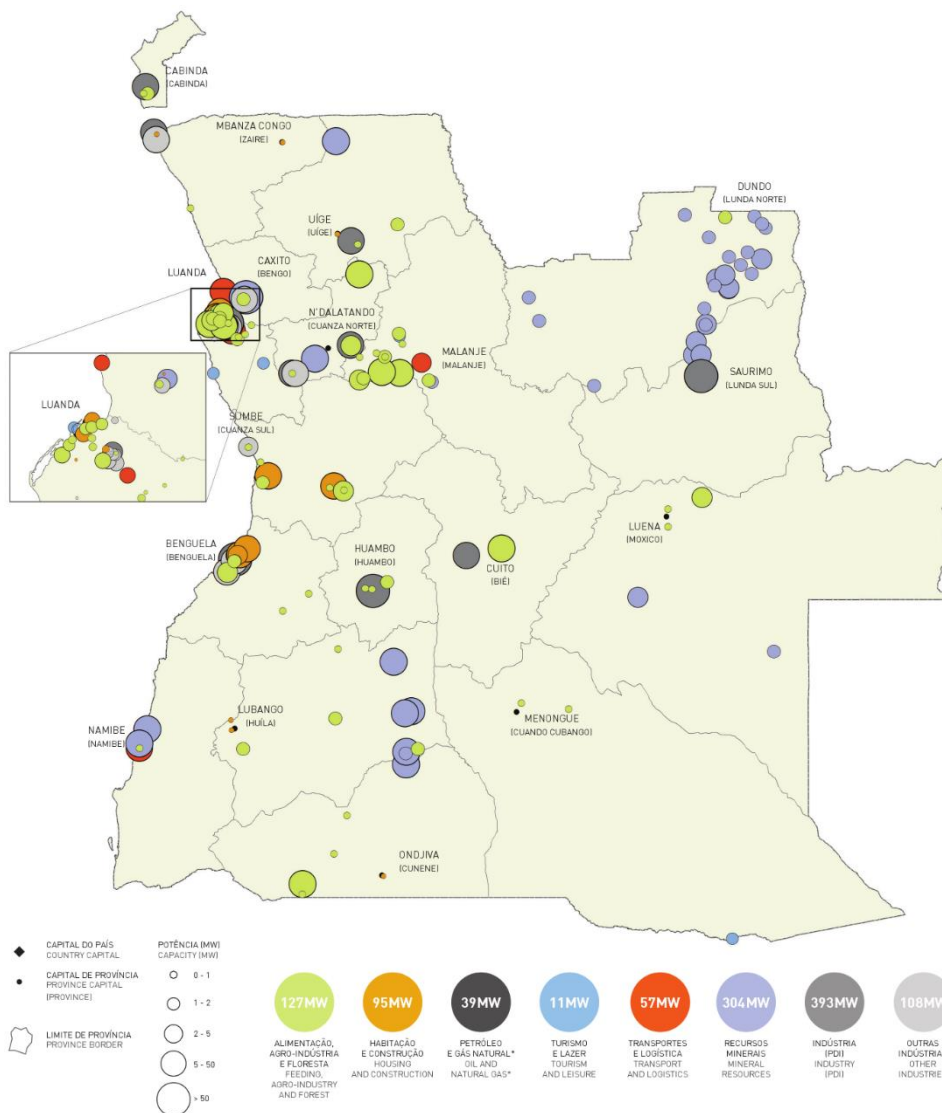 CABINDA
(CABINDA)
MBANZA CONGO
(ZAIRE)
DUNDO
(LUNDA NORTE)
UÍGE
(UÍGE)
CAXITO
(BENGO)
LUANDA
N'DALATANDO
(CUANZA NORTE)
MALANJE
(MALANJE)
SAURIMO
(LUNDA SUL)
LUANDA
SUMBE
(CUANZA SUL)
LUENA
(MOXICO)
BENGUELA
(BENGUELA)
HUAMBO
(HUAMBO)
CUITO
(BIÉ)
LUBANGO
(HUÍLA)
MENONGUE
(CUANDO CUBANGO)
NAMIBE
(NAMIBE)
ONDJIVA
(CUNENE)
CAPITAL DO PAÍS
COUNTRY CAPITAL
CAPITAL DE PROVÍNCIA
PROVINCE CAPITAL
(PROVINCE)
LIMITE DE PROVÍNCIA
PROVINCE BORDER
POTÊNCIA (MW)
CAPACITY (MW)
0 - 1
1 - 2
2 - 5
5 - 50
> 50
127MW
ALIMENTAÇÃO,
AGRO-INDÚSTRIA
E FLORESTA
FEEDING,
AGRO-INDUSTRY
AND FOREST
95MW
HABITAÇÃO
E CONSTRUÇÃO
HOUSING
AND CONSTRUCTION
39MW
PETRÓLEO
E GÁS NATURAL*
OIL AND
NATURAL GAS*
11MW
TURISMO
E LAZER
TOURISM
AND LEISURE
57MW
TRANSPORTES
E LOGÍSTICA
TRANSPORT
AND LOGISTICS
304MW
RECURSOS
MINERAIS
MINERAL
RESOURCES
393MW
INDÚSTRIA
(PDI)
INDUSTRY
(PDI)
108MW
OUTRAS
INDÚSTRIA
OTHER
INDUSTRIE